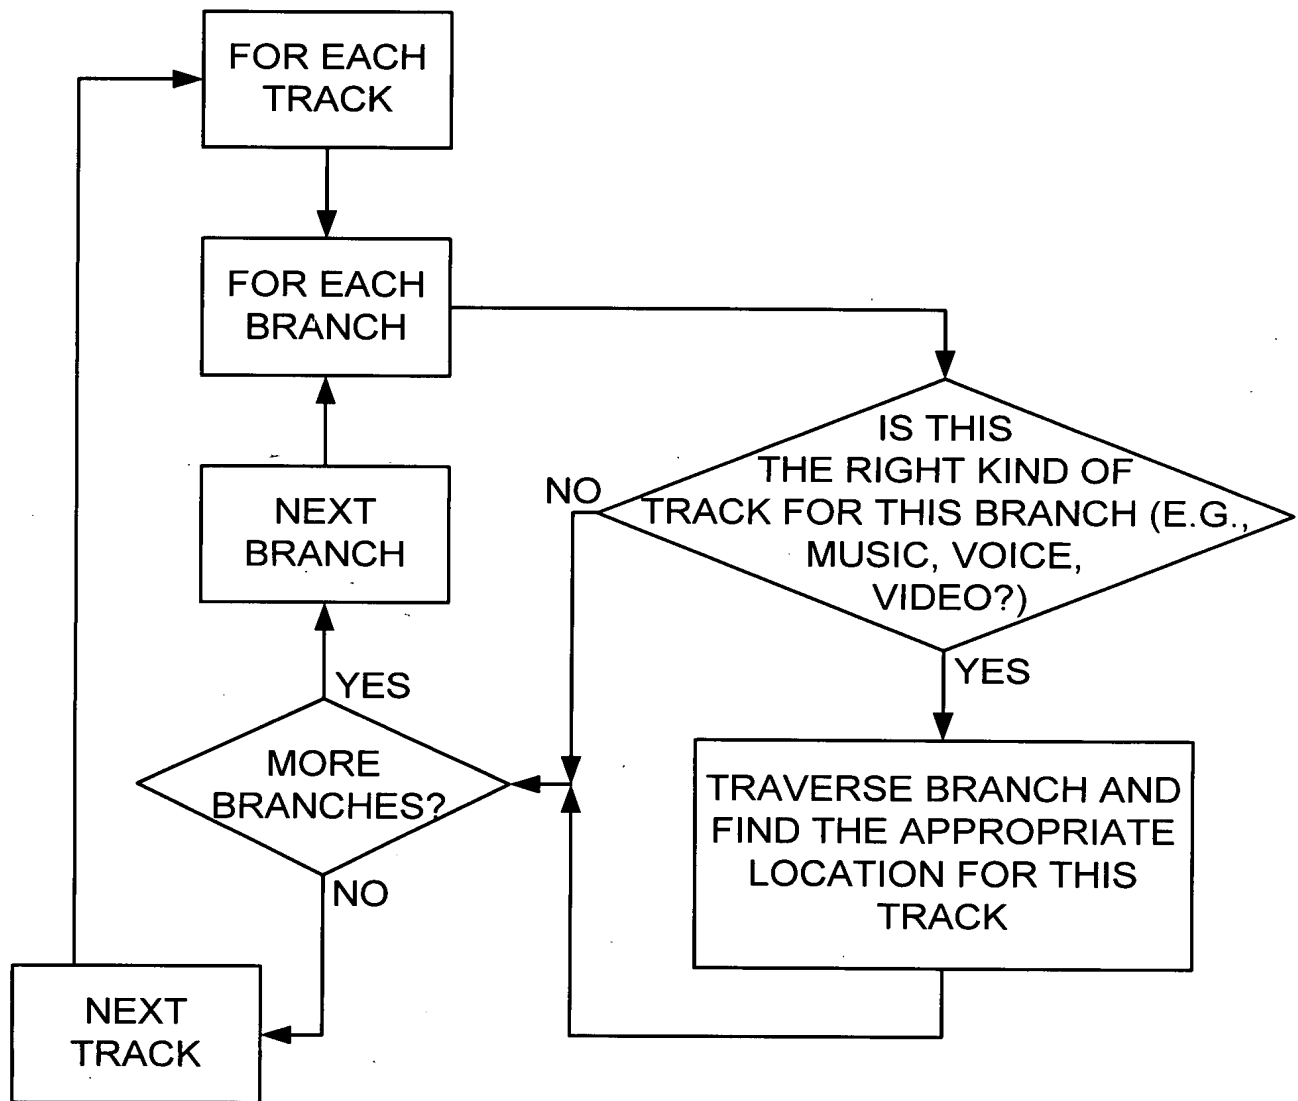 FOR EACH
TRACK
FOR EACH
BRANCH
IS THIS
THE RIGHT KIND OF
TRACK FOR THIS BRANCH (E.G.,
MUSIC, VOICE,
VIDEO?)
NO
YES
NEXT
BRANCH
YES
MORE
BRANCHES?
NO
TRAVERSE BRANCH AND
FIND THE APPROPRIATE
LOCATION FOR THIS
TRACK
NEXT
TRACK